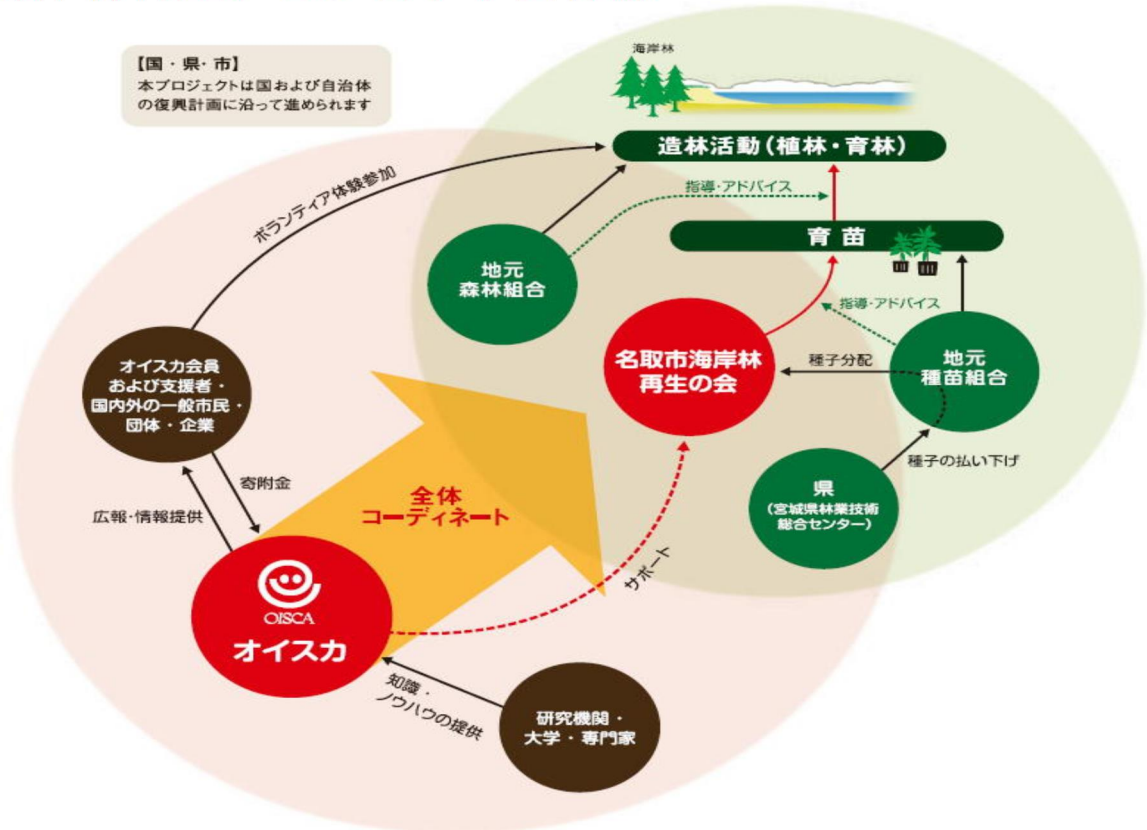 【国・県・市】
本プロジェクトは国および自治体
の復興計画に沿って進められます
海岸林
造林活動（植林・育林）
ボランティア体験参加
指導・アドバイス
育苗
地元
森林組合
指導・アドバイス
オイスカ会員
および支援者・
国内外の一般市民・
団体・企業
名取市海岸林
再生の会
種子分配
地元
種苗組合
種子の払い下げ
県
（宮城県林業技術
総合センター）
寄附金
広報・情報提供
全体
コーディネート
サポート
OISCA
オイスカ
知識・
ノウハウの提供
研究機関・
大学・専門家